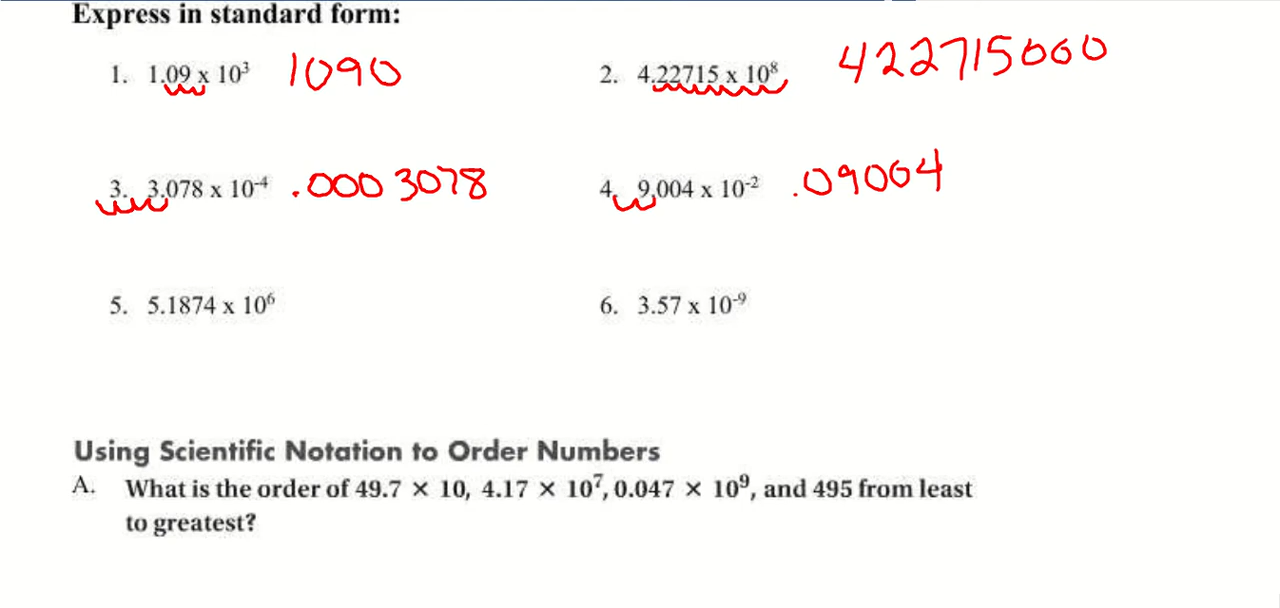 Express in standard form:
1. 1.09 x 10³ 1090
2. 4.22715 x 10⁸ 422715000
3. 3.078 x 10⁻⁴ .0003078
4. 9.004 x 10⁻² .09004
5. 5.1874 x 10⁶
6. 3.57 x 10⁻⁹
Using Scientific Notation to Order Numbers
A. What is the order of 49.7 × 10, 4.17 × 10⁷, 0.047 × 10⁹, and 495 from least
to greatest?